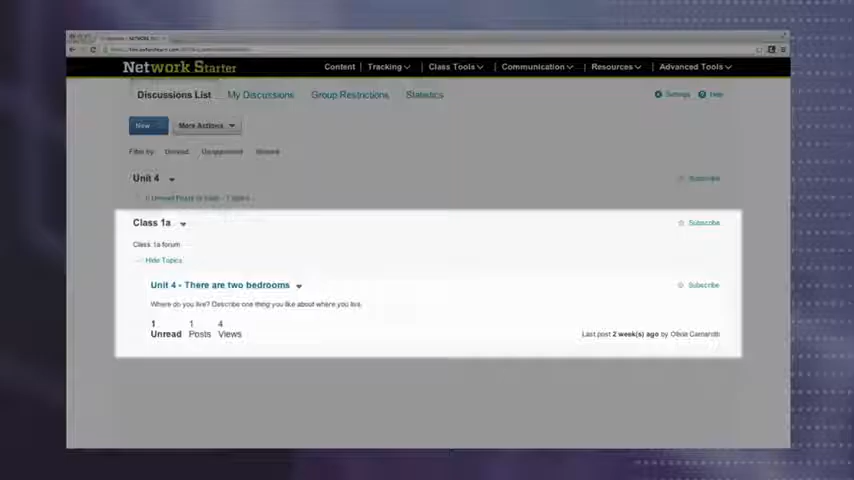 Network Starter
Content | Tracking | Class Tools | Communication | Resources | Advanced Tools
Discussions List My Discussions Group Restrictions Statistics Settings Help
New More Actions
Filter by: Unread
Unit 4 Subscribe
Class 1a Subscribe
Class 1a forum
Hide Topics
Unit 4 - There are two bedrooms Subscribe
Where do you live? Describe one thing you like about where you live.
1 1 4
Unread Posts Views
Last post 2 week(s) ago by Olivia